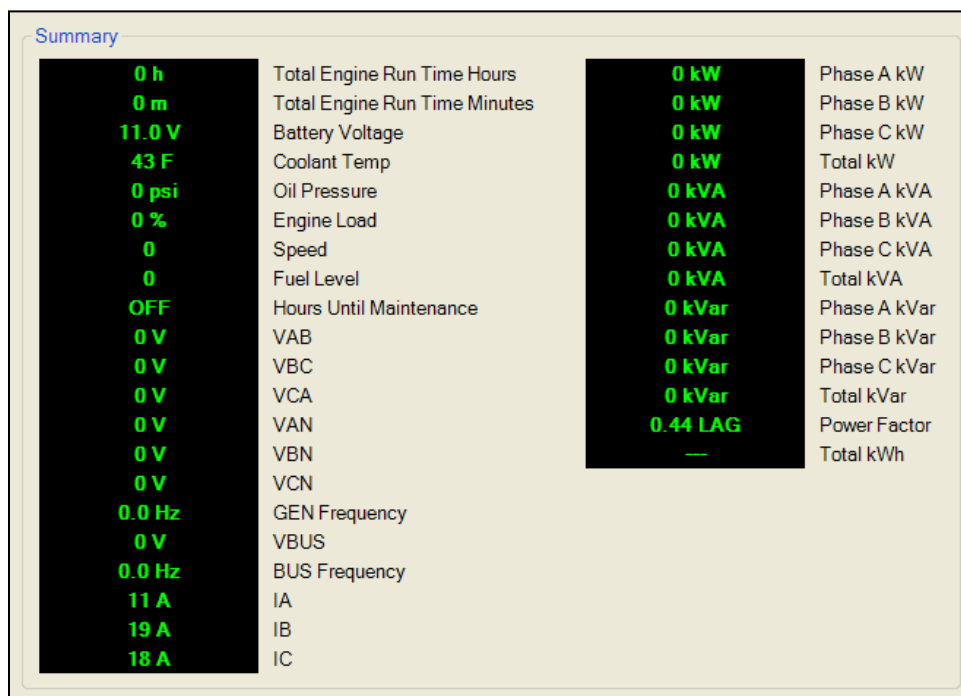 Summary
0 h Total Engine Run Time Hours 0 kW Phase A kW
0 m Total Engine Run Time Minutes 0 kW Phase B kW
11.0 V Battery Voltage 0 kW Phase C kW
43 F Coolant Temp 0 kW Total kW
0 psi Oil Pressure 0 kVA Phase A kVA
0 % Engine Load 0 kVA Phase B kVA
0 Speed 0 kVA Phase C kVA
0 Fuel Level 0 kVA Total kVA
OFF Hours Until Maintenance 0 kVar Phase A kVar
0 V VAB 0 kVar Phase B kVar
0 V VBC 0 kVar Phase C kVar
0 V VCA 0 kVar Total kVar
0 V VAN 0.44 LAG Power Factor
0 V VBN --- Total kWh
0 V VCN
0.0 Hz GEN Frequency
0 V VBUS
0.0 Hz BUS Frequency
11 A IA
19 A IB
18 A IC